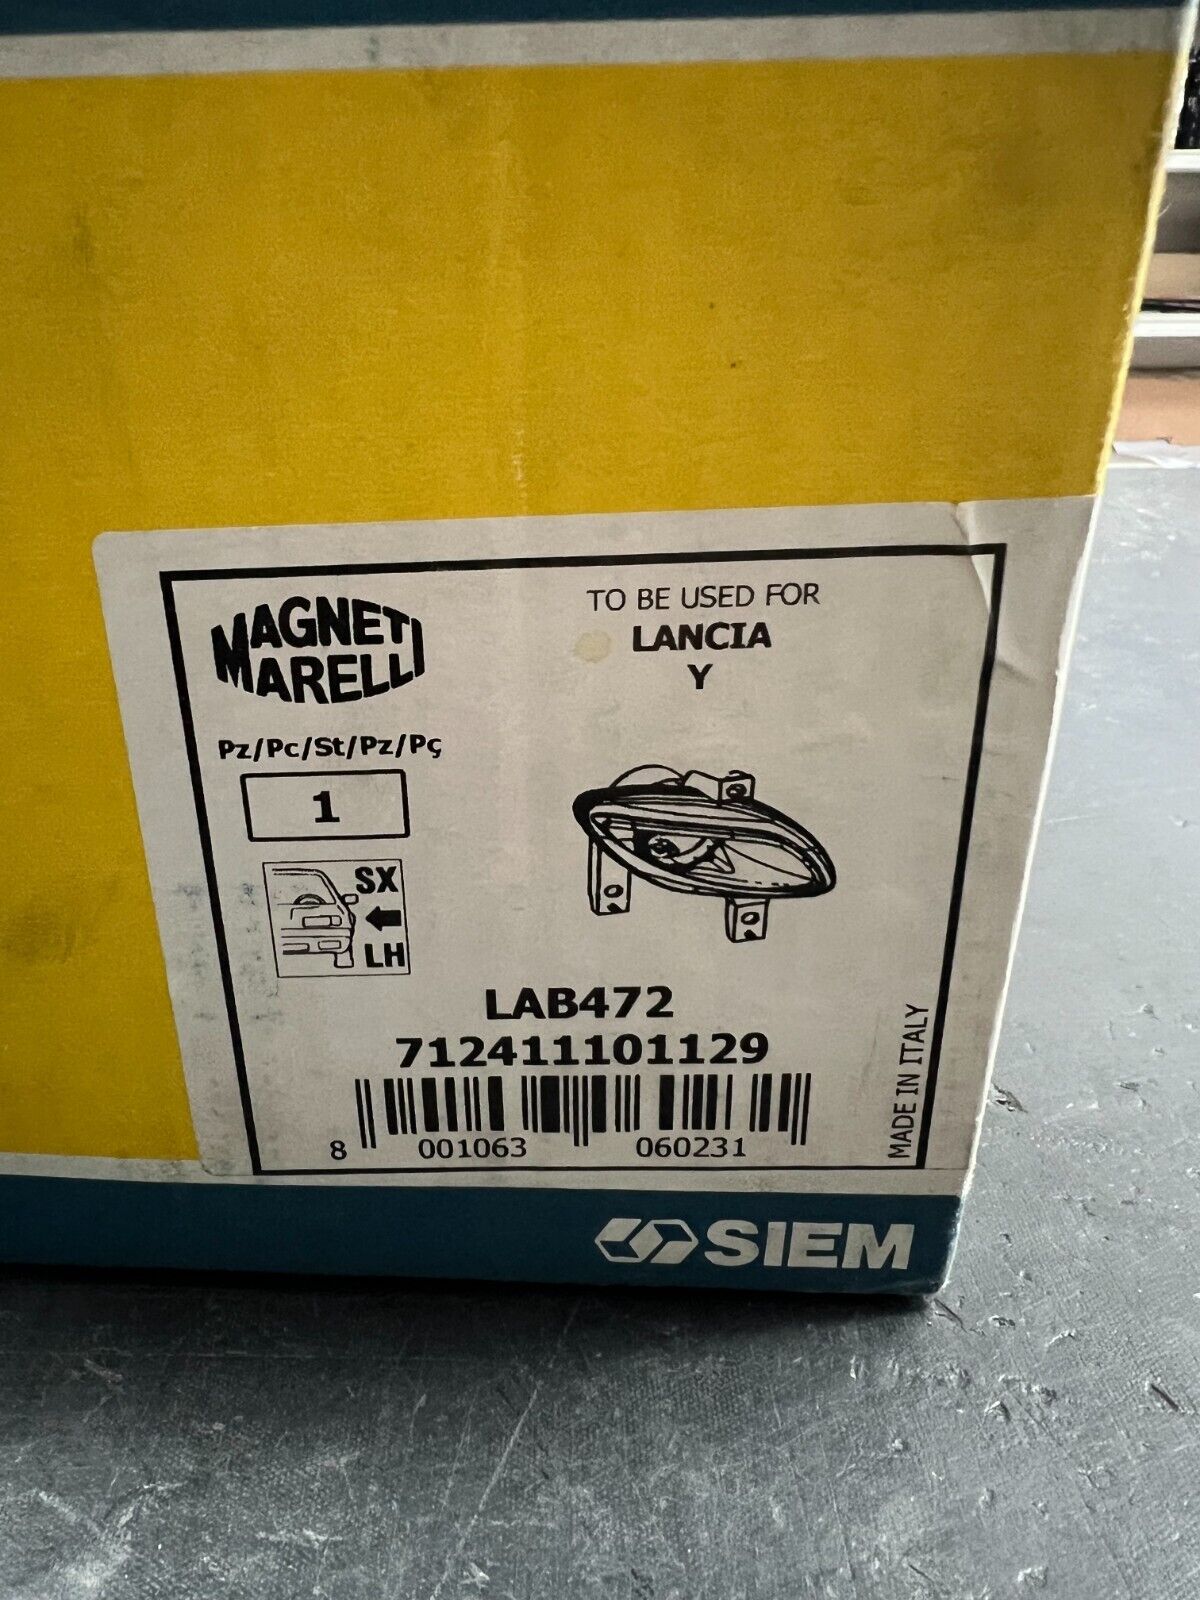 MAGNETI
MARELLI
TO BE USED FOR
LANCIA
Y
Pz/Pc/St/Pz/Pç
1
SX
LH
LAB472
712411101129
8 001063 060231
MADE IN ITALY
SIEM